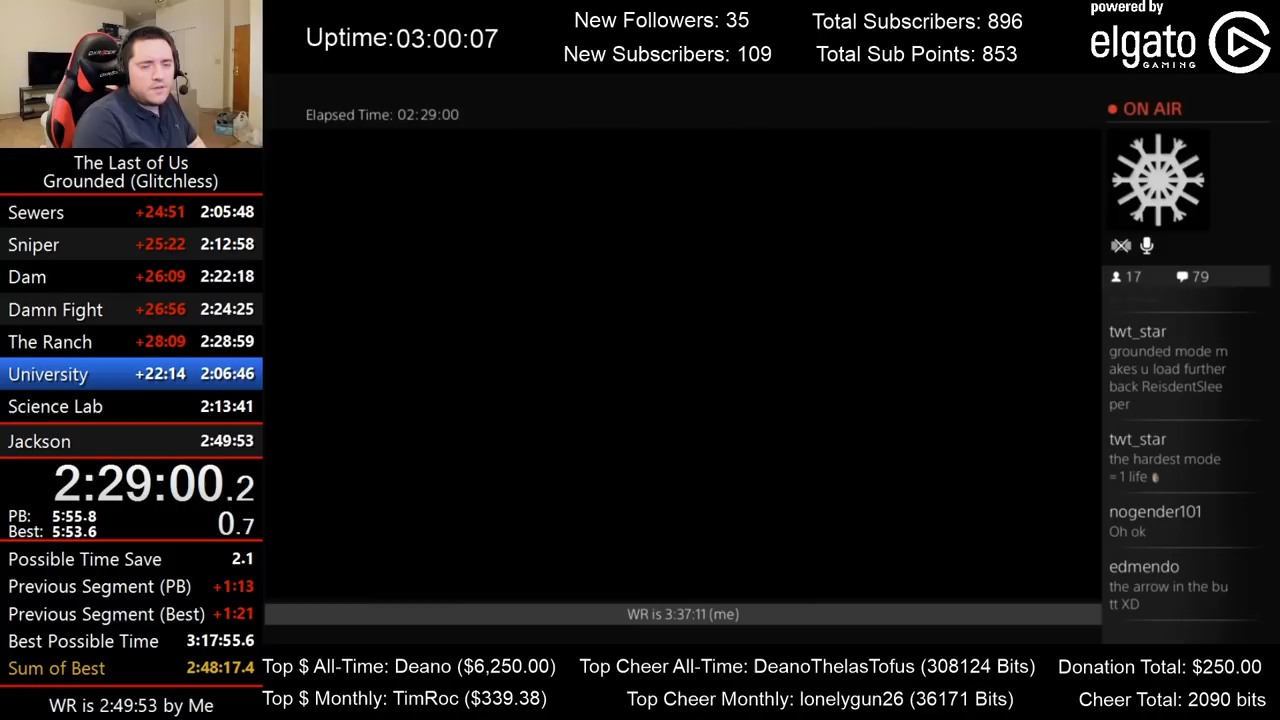 Uptime: 03:00:07
New Followers: 35
New Subscribers: 109
Total Subscribers: 896
Total Sub Points: 853
powered by
elgato
GAMING
The Last of Us
Grounded (Glitchless)
Sewers +24:51 2:05:48
Sniper +25:22 2:12:58
Dam +26:09 2:22:18
Damn Fight +26:56 2:24:25
The Ranch +28:09 2:28:59
University +22:14 2:06:46
Science Lab 2:13:41
Jackson 2:49:53
2:29:00.2
PB: 5:55.8
Best: 5:53.6
0.7
Possible Time Save 2.1
Previous Segment (PB) +1:13
Previous Segment (Best) +1:21
Best Possible Time 3:17:55.6
Sum of Best 2:48:17.4
WR is 2:49:53 by Me
Elapsed Time: 02:29:00
ON AIR
17 79
twt_star
grounded mode m
akes u load further
back ReisdentSlee
per
twt_star
the hardest mode
= 1 life
nogender101
Oh ok
edmendo
the arrow in the bu
tt XD
WR is 3:37:11 (me)
Top $ All-Time: Deano ($6,250.00)
Top Cheer All-Time: DeanoThelasTofus (308124 Bits)
Donation Total: $250.00
Top $ Monthly: TimRoc ($339.38)
Top Cheer Monthly: lonelygun26 (36171 Bits)
Cheer Total: 2090 bits